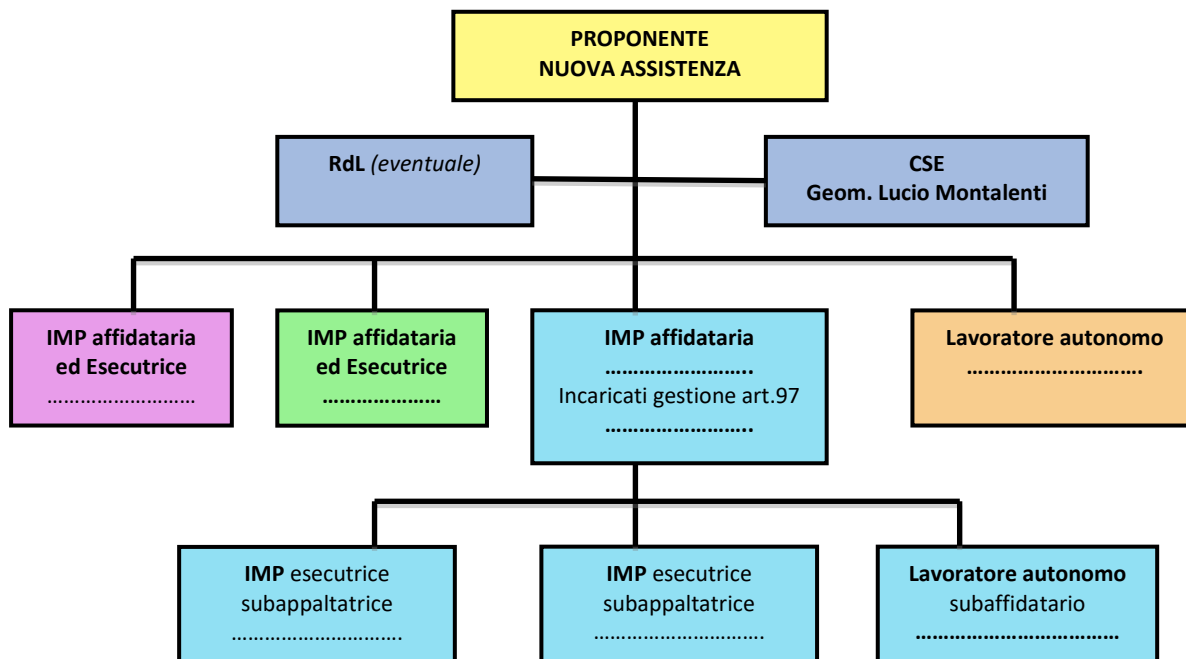 PROPONENTE
NUOVA ASSISTENZA
RdL (eventuale)
CSE
Geom. Lucio Montalenti
IMP affidataria
ed Esecutrice
………………………
IMP affidataria
ed Esecutrice
…………………
IMP affidataria
……………………..
Incaricati gestione art.97
……………………..
Lavoratore autonomo
……………………….
IMP esecutrice
subappaltatrice
……………………….
IMP esecutrice
subappaltatrice
……………………….
Lavoratore autonomo
subaffidatario
………………………………